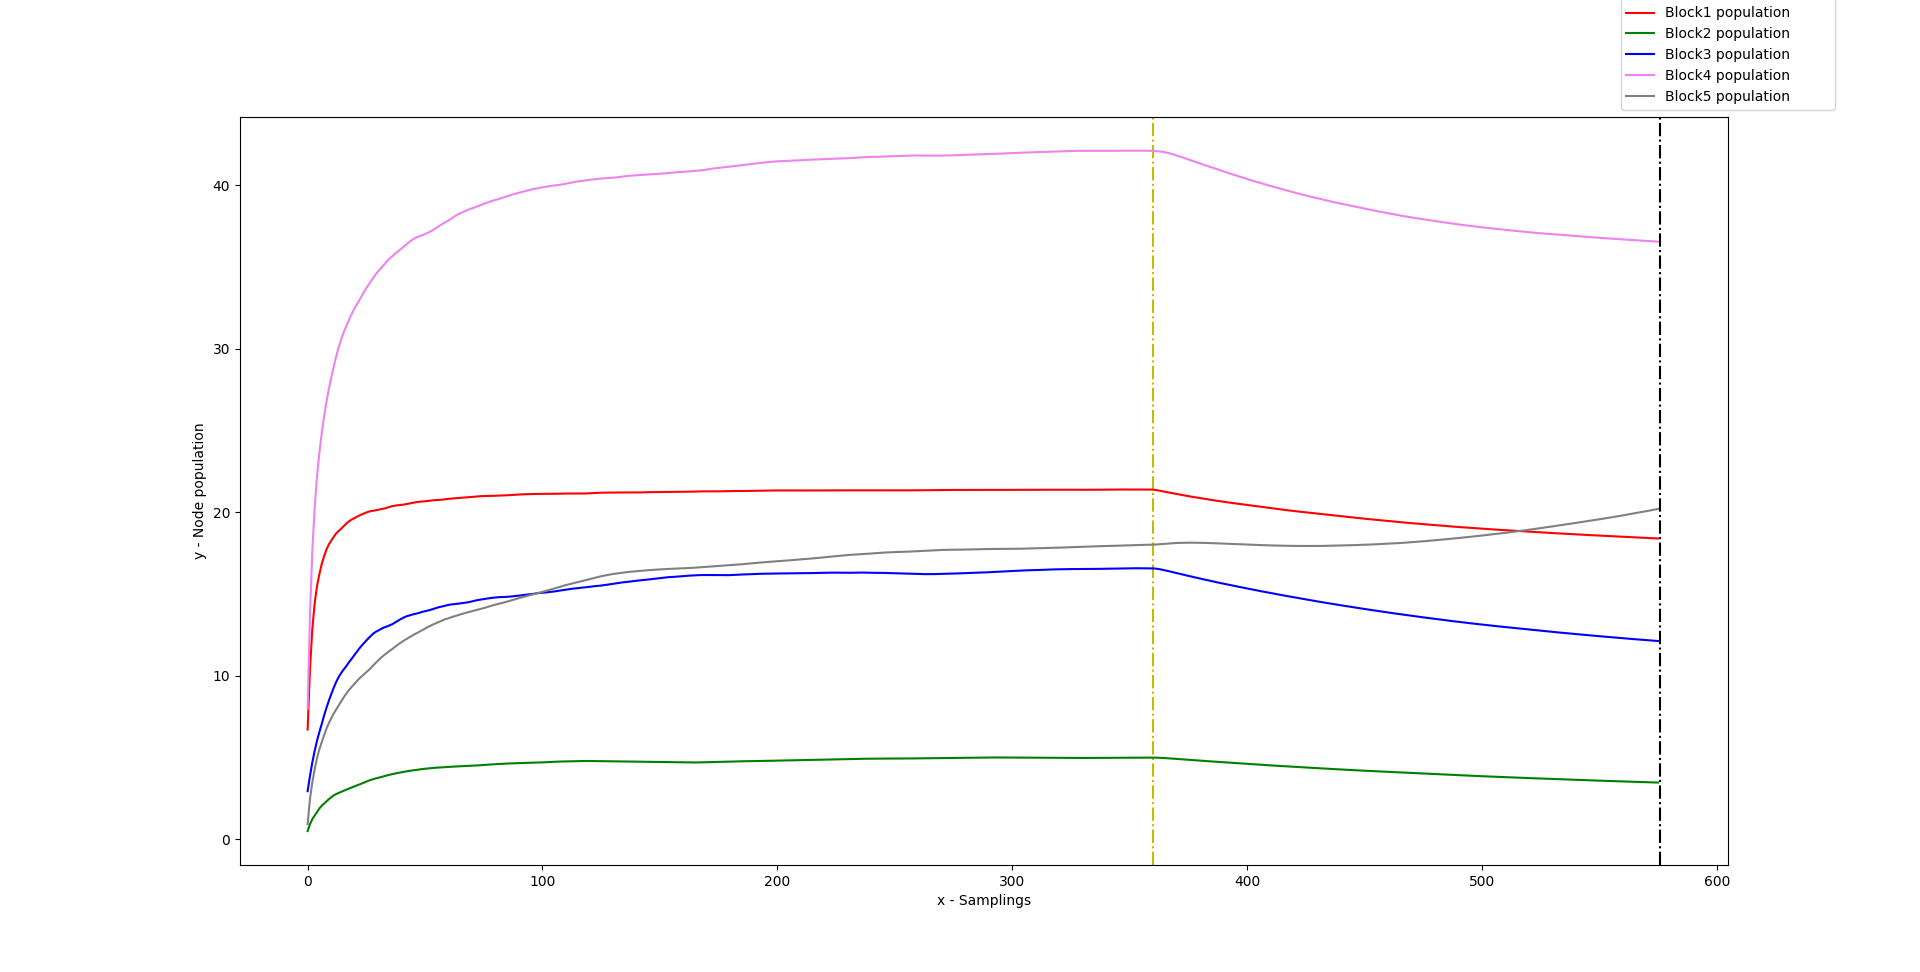 Block1 population
Block2 population
Block3 population
Block4 population
Block5 population
40
30
20
10
0
y - Node population
0 100 200 300 400 500 600
x - Samplings